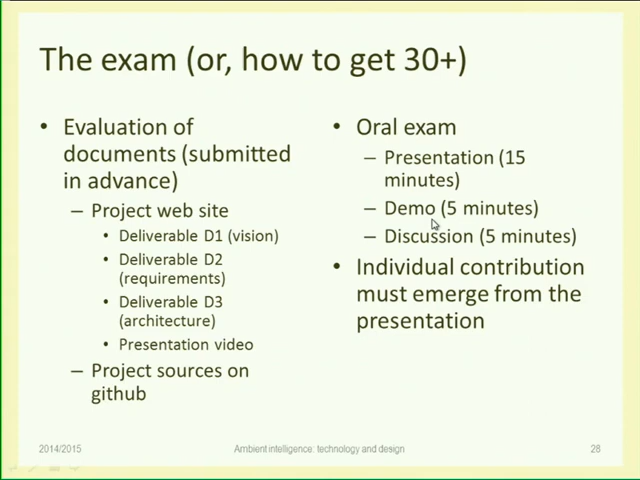 The exam (or, how to get 30+)
• Evaluation of
documents (submitted
in advance)
– Project web site
• Deliverable D1 (vision)
• Deliverable D2
(requirements)
• Deliverable D3
(architecture)
• Presentation video
– Project sources on
github
• Oral exam
– Presentation (15
minutes)
– Demo (5 minutes)
– Discussion (5 minutes)
• Individual contribution
must emerge from the
presentation
2014/2015
Ambient intelligence: technology and design
28